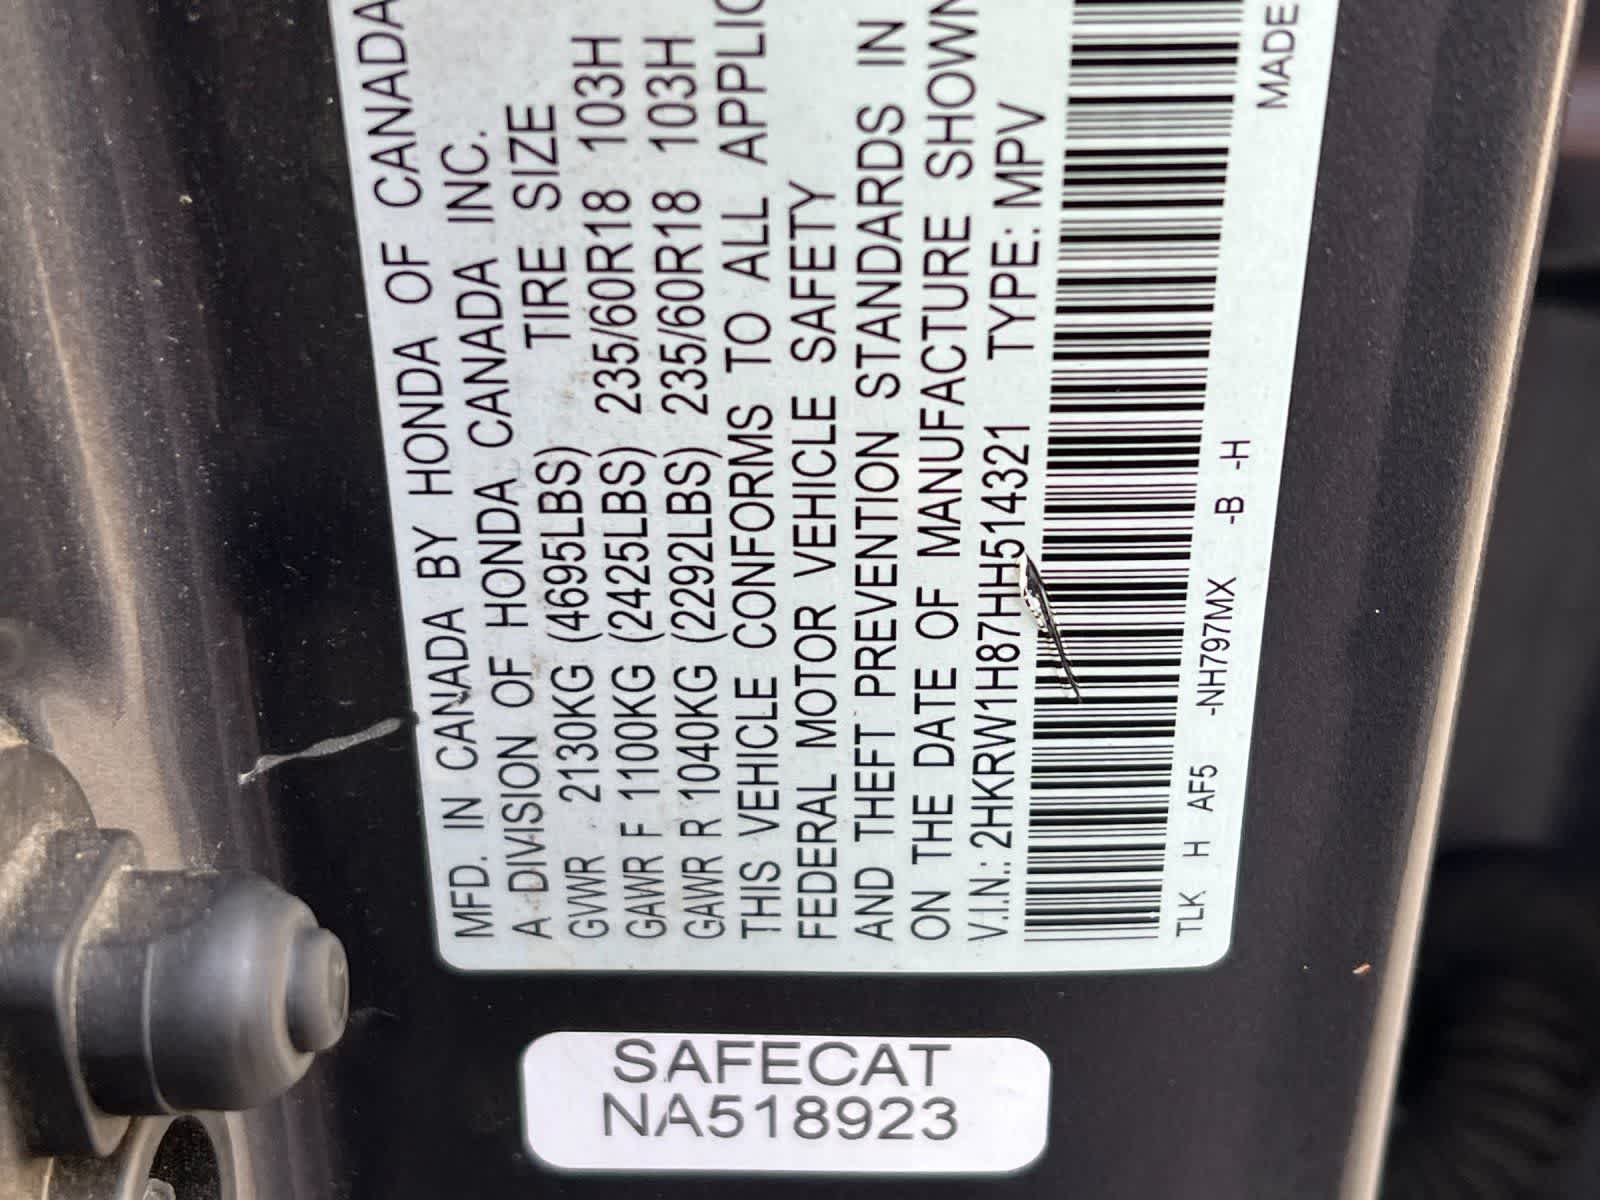 MFD. IN CANADA BY HONDA OF CANADA
A DIVISION OF HONDA CANADA INC.
TIRE SIZE
GVWR 2130KG (4695LBS)
GAWR F 1100KG (2425LBS) 235/60R18 103H
GAWR R 1040KG (2292LBS) 235/60R18 103H
THIS VEHICLE CONFORMS TO ALL
FEDERAL MOTOR VEHICLE SAFETY
AND THEFT PREVENTION STANDARDS IN
ON THE DATE OF MANUFACTURE SHOWN
V.I.N.: 2HKRW1H87HH514321 TYPE: MPV
TLK H AF5 -NH797MX -B -H MADE
SAFECAT
NA518923